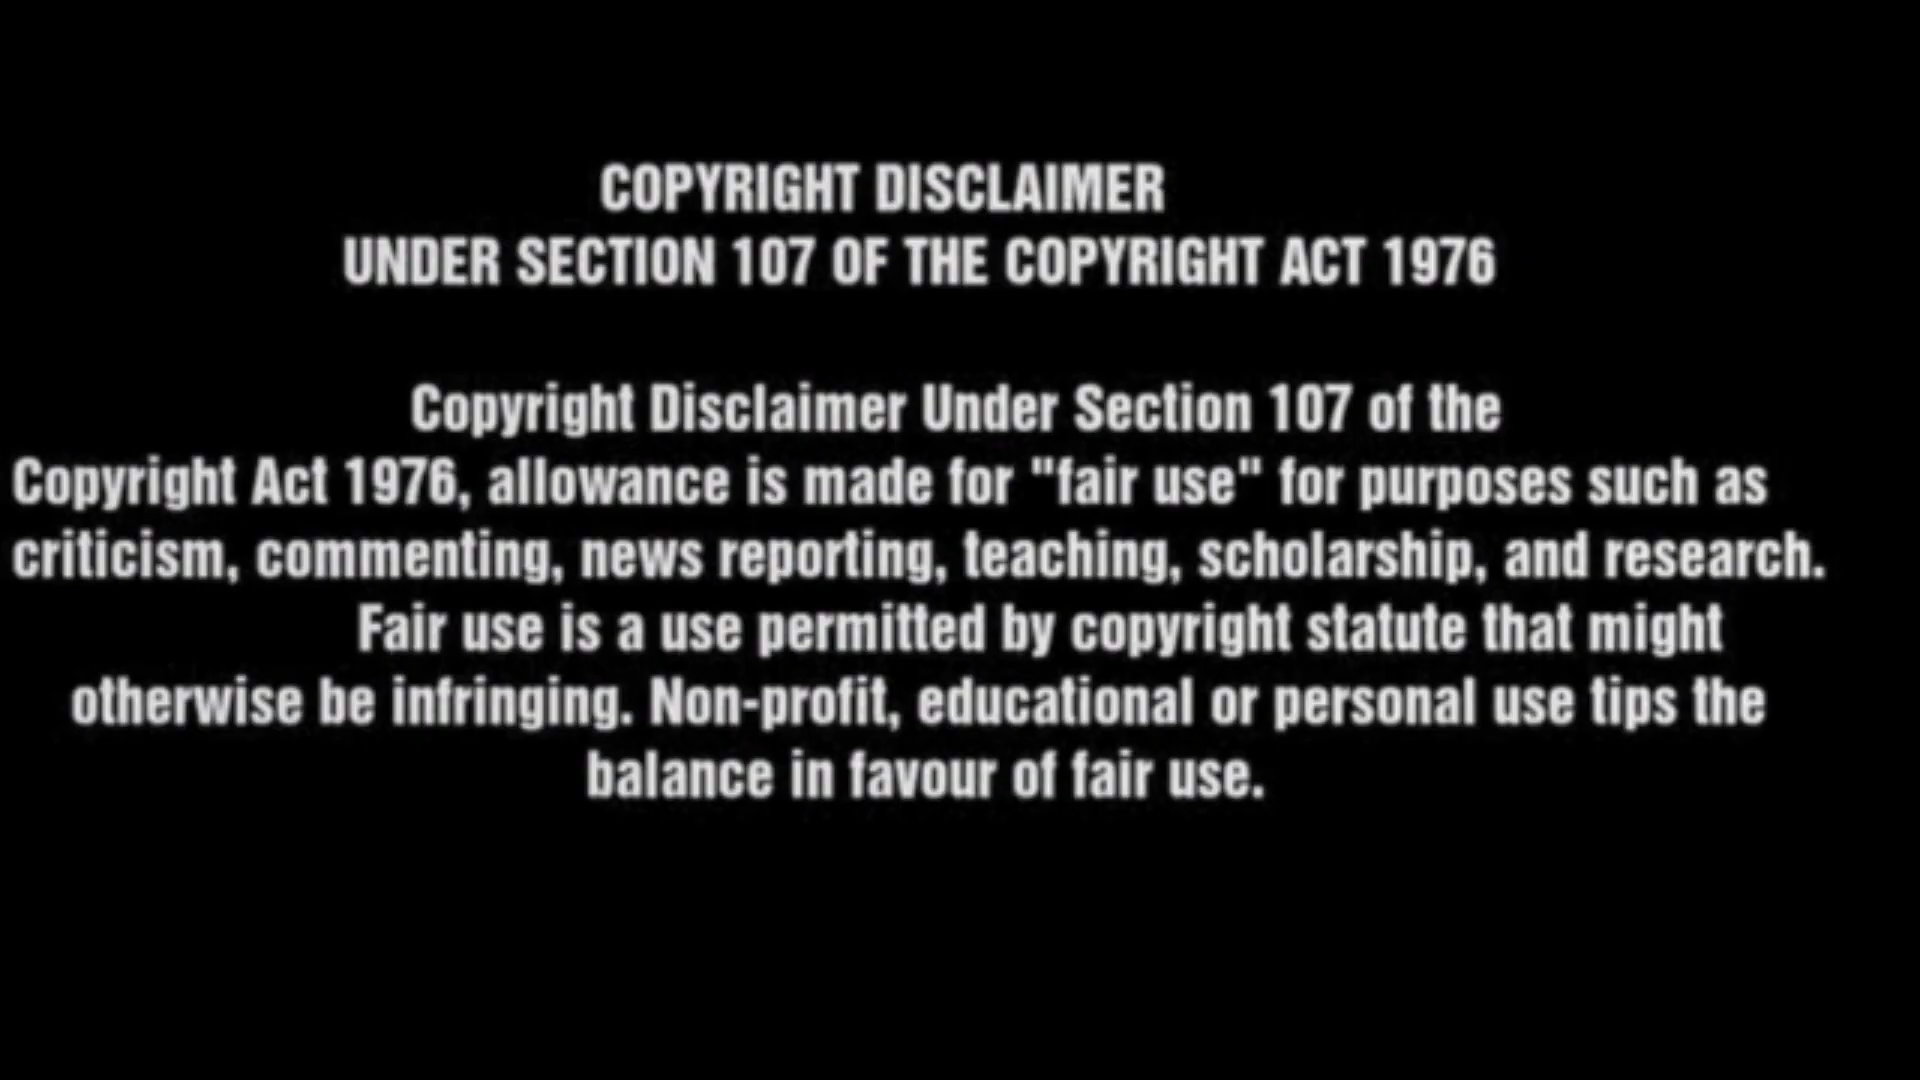 COPYRIGHT DISCLAIMER
UNDER SECTION 107 OF THE COPYRIGHT ACT 1976
Copyright Disclaimer Under Section 107 of the
Copyright Act 1976, allowance is made for "fair use" for purposes such as
criticism, commenting, news reporting, teaching, scholarship, and research.
Fair use is a use permitted by copyright statute that might
otherwise be infringing. Non-profit, educational or personal use tips the
balance in favour of fair use.